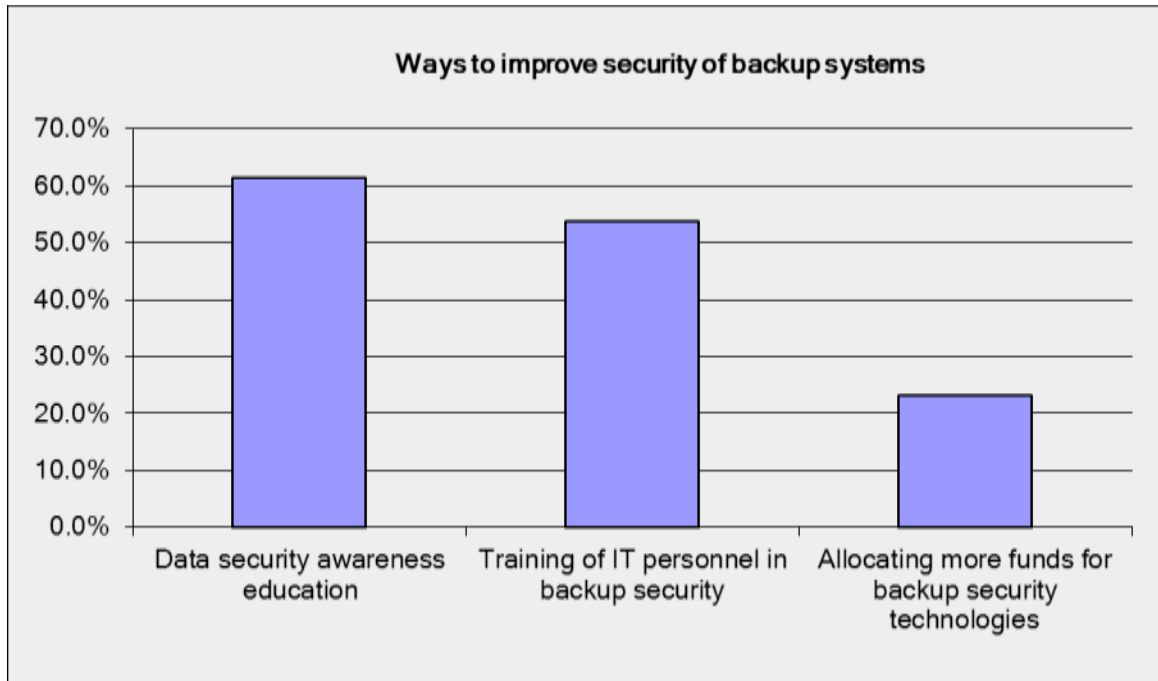 Ways to improve security of backup systems
70.0%
60.0%
50.0%
40.0%
30.0%
20.0%
10.0%
0.0%
Data security awareness
education
Training of IT personnel in
backup security
Allocating more funds for
backup security
technologies